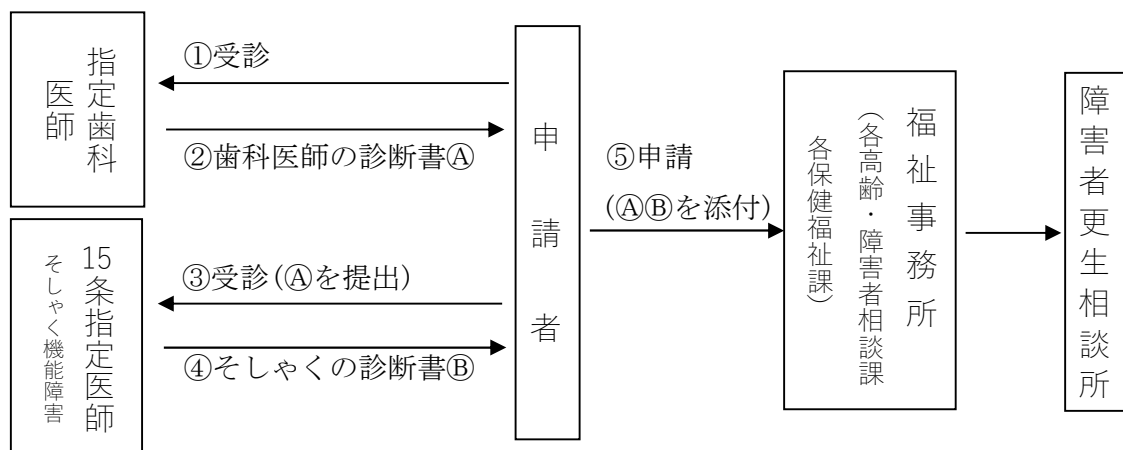 指定歯科
医師
①受診
②歯科医師の診断書Ⓐ
15条指定医師
そしゃく機能障害
③受診(Ⓐを提出)
④そしゃくの診断書Ⓑ
申請者
⑤申請
(ⒶⒷを添付)
福祉事務所
(各高齢・障害者相談課
各保健福祉課)
障害者更生相談所